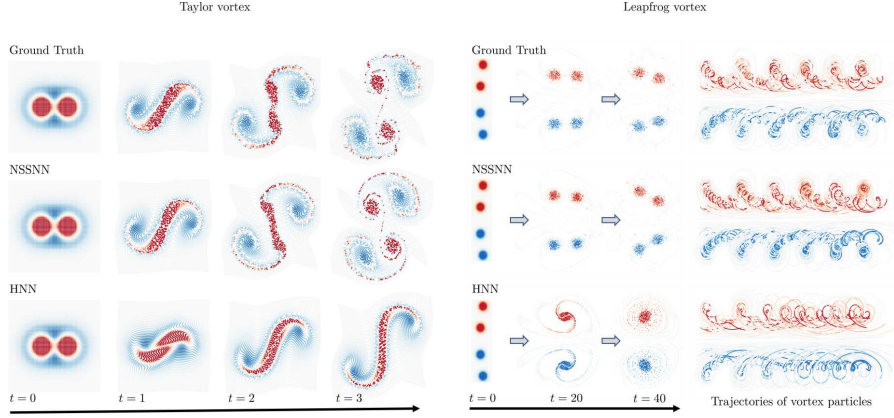 Taylor vortex
Ground Truth
NSSNN
HNN
t = 0
t = 1
t = 2
t = 3
Leapfrog vortex
Ground Truth
NSSNN
HNN
t = 0
t = 20
t = 40
Trajectories of vortex particles